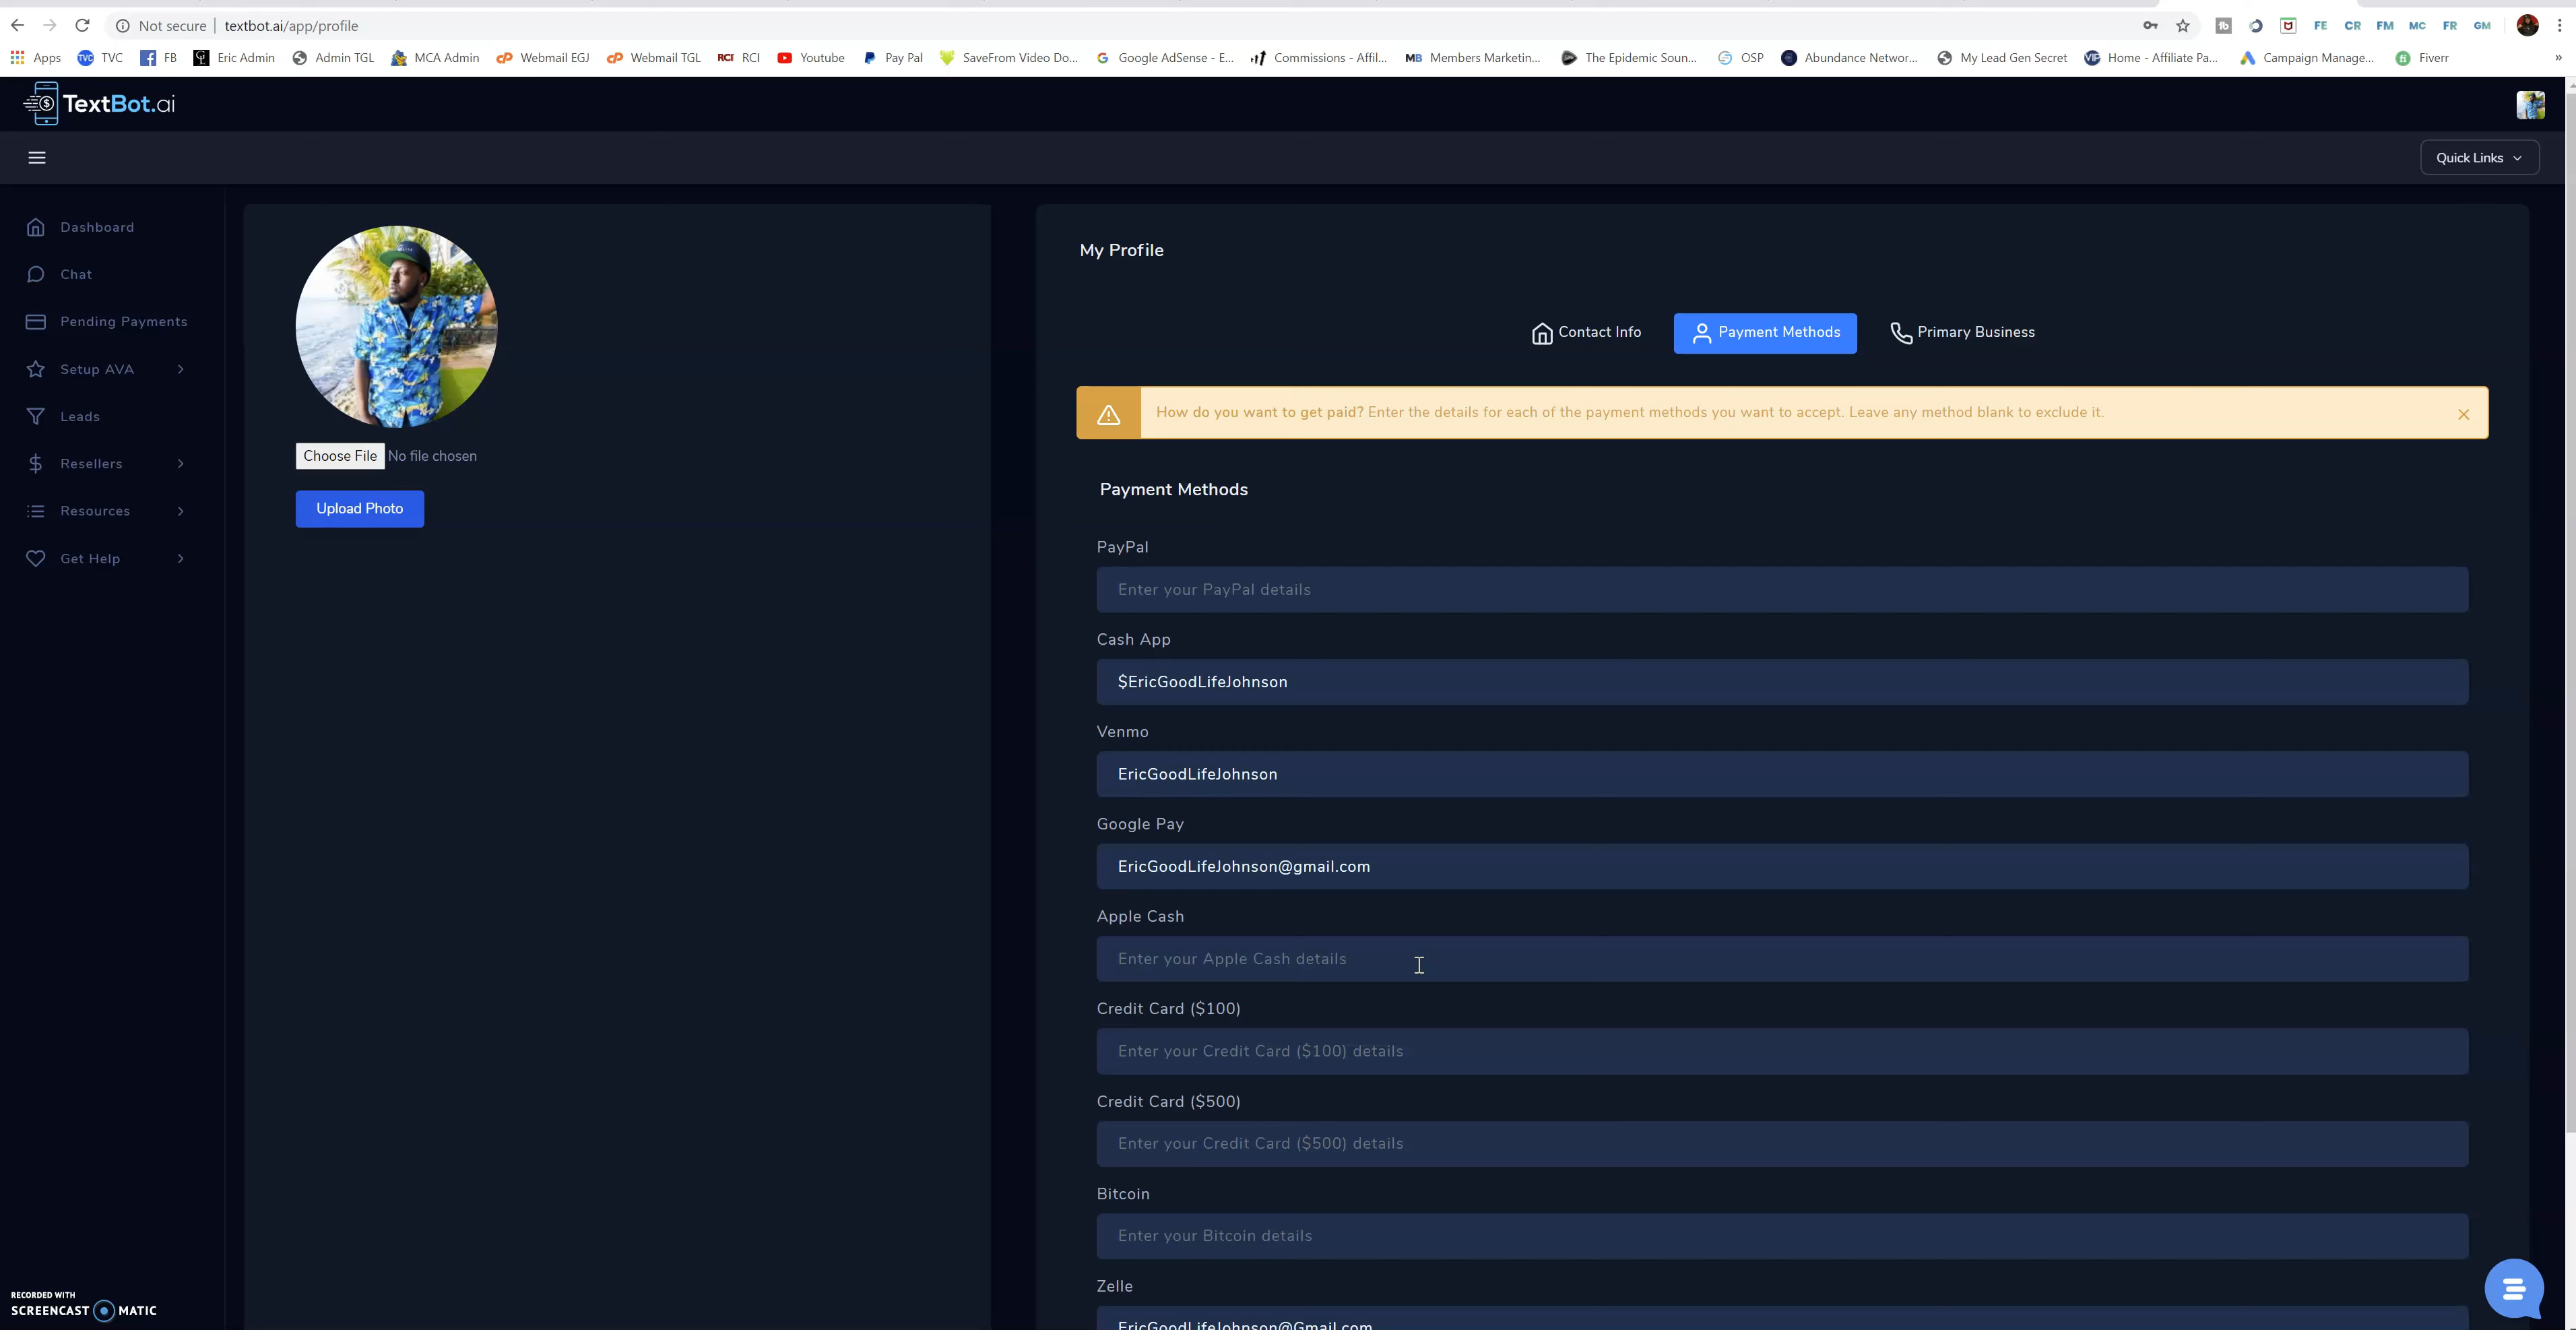 Not secure textbot.ai/app/profile
FE CR FM MC FR GM
Apps TVC FB Eric Admin Admin TGL MCA Admin Webmail EGJ Webmail TGL RCI RCI Youtube Pay Pal SaveFrom Video Do... Google AdSense - E... Commissions - Affil... MB Members Marketin... The Epidemic Soun... OSP Abundance Networ... My Lead Gen Secret VIP Home - Affiliate Pa... Campaign Manage... Fiverr »
TextBot.ai
Quick Links
Dashboard
Chat
Pending Payments
Setup AVA
Leads
Resellers
Resources
Get Help
Choose File No file chosen
Upload Photo
My Profile
Contact Info Payment Methods Primary Business
How do you want to get paid? Enter the details for each of the payment methods you want to accept. Leave any method blank to exclude it.
Payment Methods
PayPal
Enter your PayPal details
Cash App
$EricGoodLifeJohnson
Venmo
EricGoodLifeJohnson
Google Pay
EricGoodLifeJohnson@gmail.com
Apple Cash
Enter your Apple Cash details
Credit Card ($100)
Enter your Credit Card ($100) details
Credit Card ($500)
Enter your Credit Card ($500) details
Bitcoin
Enter your Bitcoin details
Zelle
EricGoodLifeJohnson@Gmail.com
RECORDED WITH
SCREENCAST MATIC